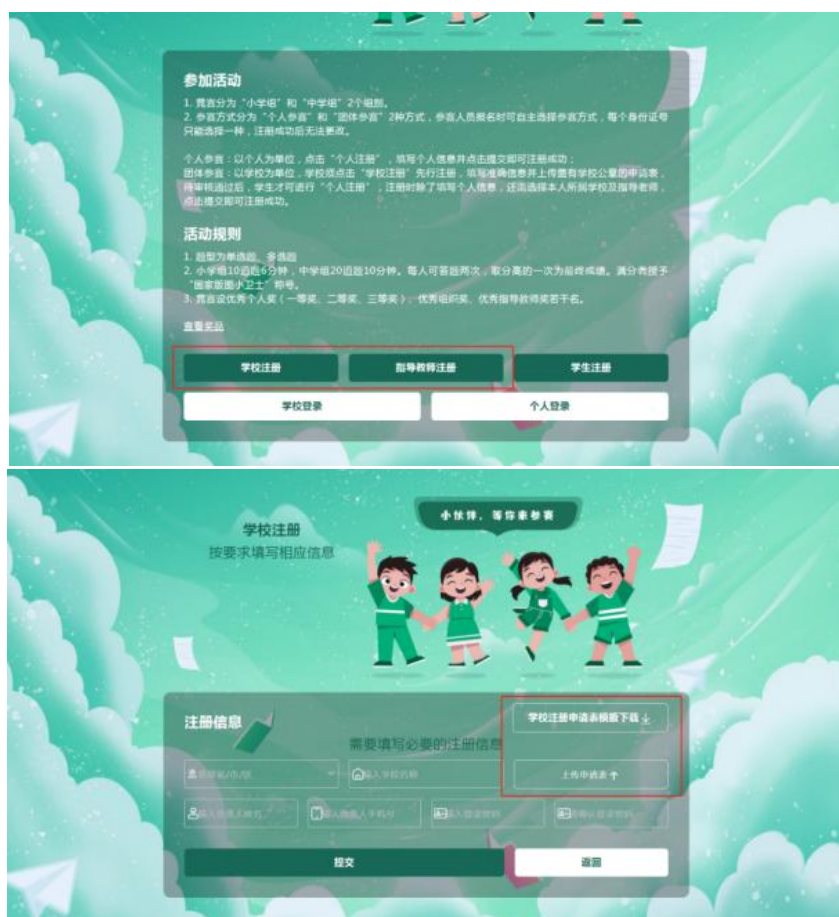 参加活动
1. 竞答分为“小学组”和“中学组”2个组别。
2. 参答方式分为“个人参答”和“团体参答”2种方式，参答人员报名时可自主选择参答方式，每个身份证号
只能选择一种，注册成功后无法更改。
个人参答：以个人为单位，点击“个人注册”，填写个人信息并点击提交即可注册成功；
团体参答：以学校为单位，学校须点击“学校注册”先行注册，填写准确信息并上传盖有学校公章的申请表，
待审核通过后，学生才可进行“个人注册”，注册时除了填写个人信息，还需选择本人所属学校及指导老师，
点击提交即可注册成功。
活动规则
1. 题型为单选题、多选题
2. 小学组10道题6分钟，中学组20道题10分钟。每人可答题两次，取分高的一次为最终成绩。满分者授予
“国家版图小卫士”称号。
3. 竞答设优秀个人奖（一等奖、二等奖、三等奖）、优秀组织奖、优秀指导教师奖若干名。
查看奖品
学校注册 指导教师注册 学生注册
学校登录 个人登录
小伙伴，等你来参赛
学校注册
按要求填写相应信息
注册信息
学校注册申请表模版下载
需要填写必要的注册信息
输入学校名称
上传申请表
提交 返回